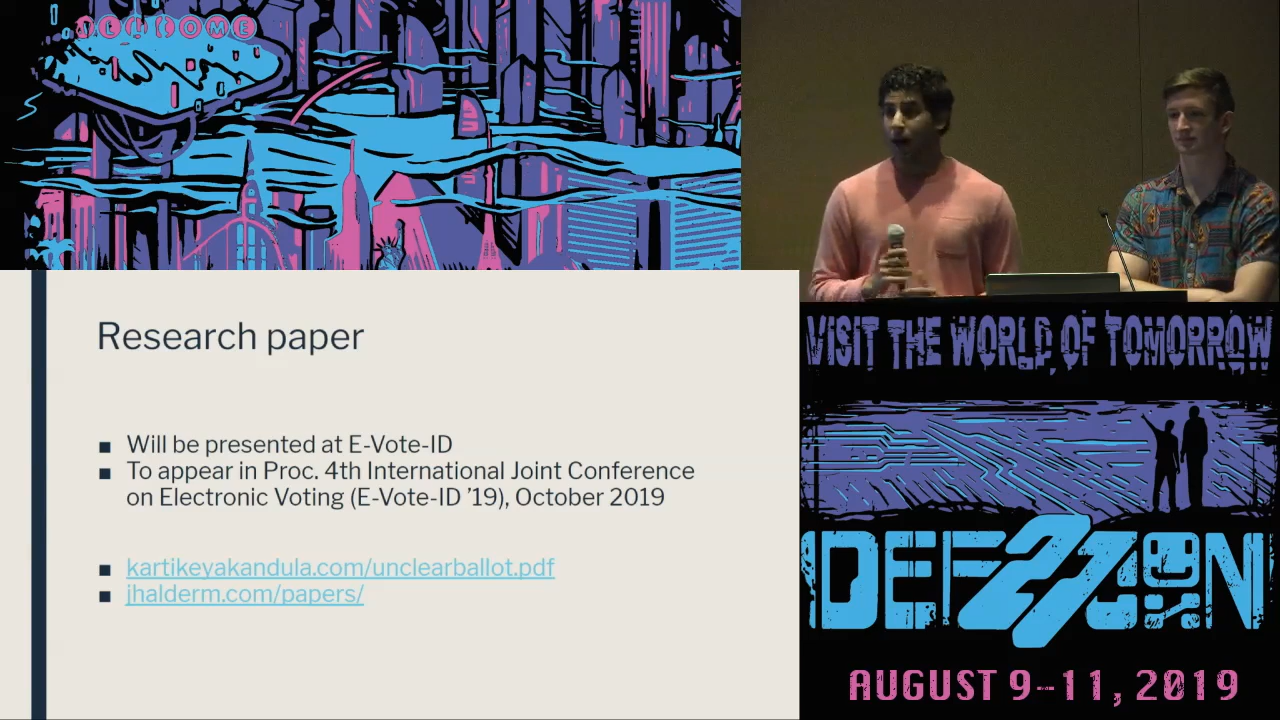 WELCOME
Research paper
Will be presented at E-Vote-ID
To appear in Proc. 4th International Joint Conference
on Electronic Voting (E-Vote-ID ’19), October 2019
kartikeyakandula.com/unclearballot.pdf
jhalderm.com/papers/
VISIT THE WORLD OF TOMORROW
DEF 27 CON
AUGUST 9-11, 2019